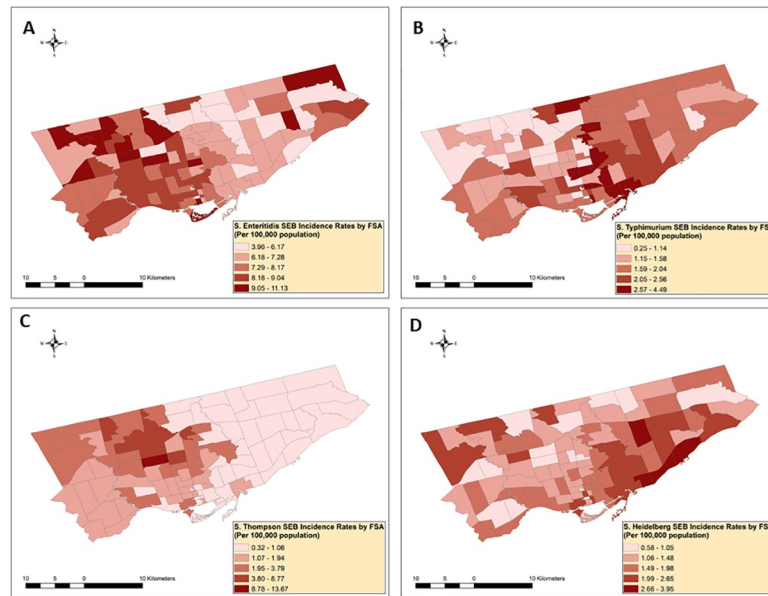 A
N
W E
S
S. Enteritidis SEB Incidence Rates by FSA
(Per 100,000 population)
3.96 - 6.17
6.18 - 7.28
7.29 - 8.17
8.18 - 9.04
9.05 - 11.13
10 5 0 10 Kilometers
B
N
W E
S
S. Typhimurium SEB Incidence Rates by FS
(Per 100,000 population)
0.25 - 1.14
1.15 - 1.58
1.59 - 2.04
2.05 - 2.56
2.57 - 4.49
10 5 0 10 Kilometers
C
N
W E
S
S. Thompson SEB Incidence Rates by FSA
(Per 100,000 population)
0.32 - 1.06
1.07 - 1.94
1.95 - 3.79
3.80 - 8.77
8.78 - 13.67
10 5 0 10 Kilometers
D
N
W E
S
S. Heidelberg SEB Incidence Rates by FSA
(Per 100,000 population)
0.58 - 1.05
1.06 - 1.48
1.49 - 1.98
1.99 - 2.65
2.66 - 3.95
10 5 0 10 Kilometers